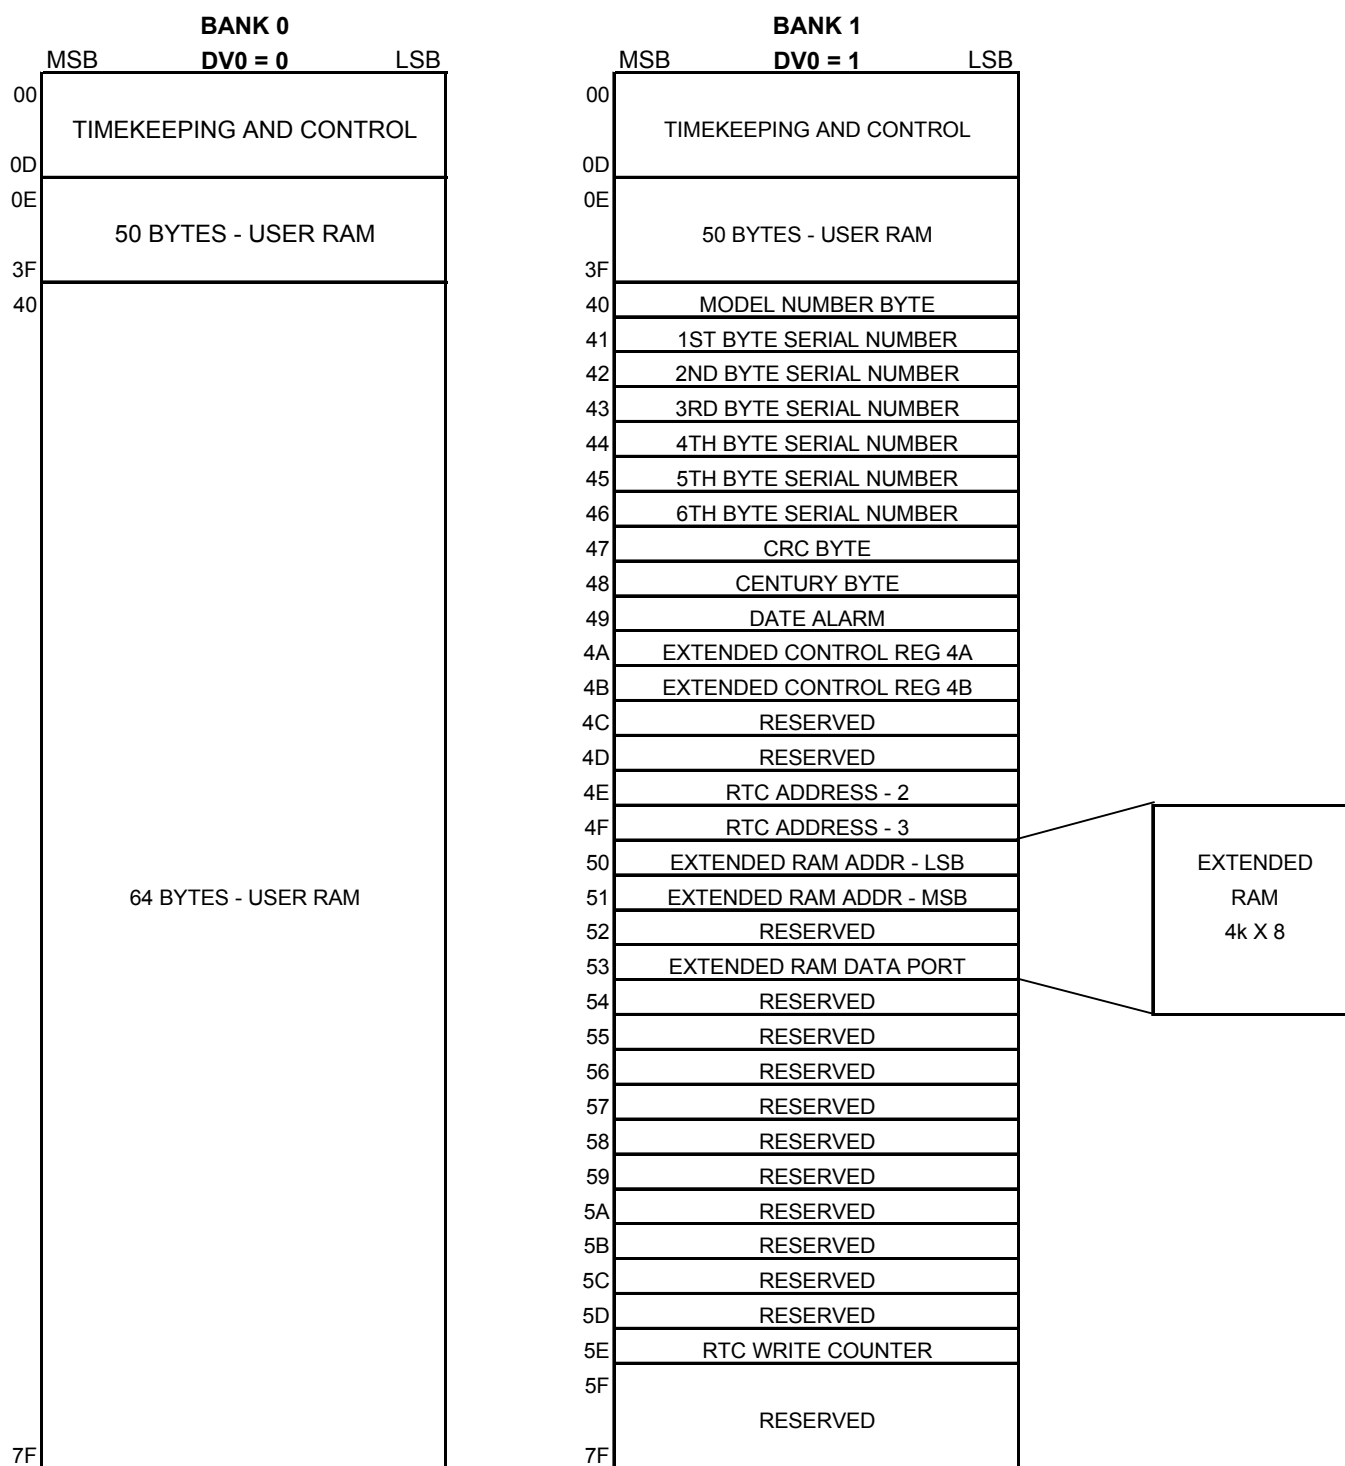 BANK 0
MSB DV0 = 0 LSB
00
TIMEKEEPING AND CONTROL
0D
0E
50 BYTES - USER RAM
3F
40
64 BYTES - USER RAM
7F
BANK 1
MSB DV0 = 1 LSB
00
TIMEKEEPING AND CONTROL
0D
0E
50 BYTES - USER RAM
3F
40 MODEL NUMBER BYTE
41 1ST BYTE SERIAL NUMBER
42 2ND BYTE SERIAL NUMBER
43 3RD BYTE SERIAL NUMBER
44 4TH BYTE SERIAL NUMBER
45 5TH BYTE SERIAL NUMBER
46 6TH BYTE SERIAL NUMBER
47 CRC BYTE
48 CENTURY BYTE
49 DATE ALARM
4A EXTENDED CONTROL REG 4A
4B EXTENDED CONTROL REG 4B
4C RESERVED
4D RESERVED
4E RTC ADDRESS - 2
4F RTC ADDRESS - 3
50 EXTENDED RAM ADDR - LSB
51 EXTENDED RAM ADDR - MSB
52 RESERVED
53 EXTENDED RAM DATA PORT
54 RESERVED
55 RESERVED
56 RESERVED
57 RESERVED
58 RESERVED
59 RESERVED
5A RESERVED
5B RESERVED
5C RESERVED
5D RESERVED
5E RTC WRITE COUNTER
5F
RESERVED
7F
EXTENDED
RAM
4k X 8